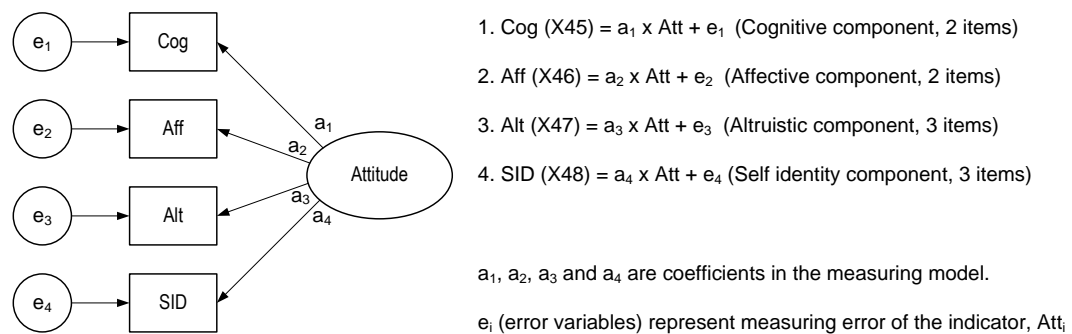 e₁
Cog
e₂
Aff
e₃
Alt
e₄
SID
a₁
a₂
a₃
a₄
Attitude
1. Cog (X45) = a₁ x Att + e₁ (Cognitive component, 2 items)
2. Aff (X46) = a₂ x Att + e₂ (Affective component, 2 items)
3. Alt (X47) = a₃ x Att + e₃ (Altruistic component, 3 items)
4. SID (X48) = a₄ x Att + e₄ (Self identity component, 3 items)
a₁, a₂, a₃ and a₄ are coefficients in the measuring model.
eᵢ (error variables) represent measuring error of the indicator, Attᵢ